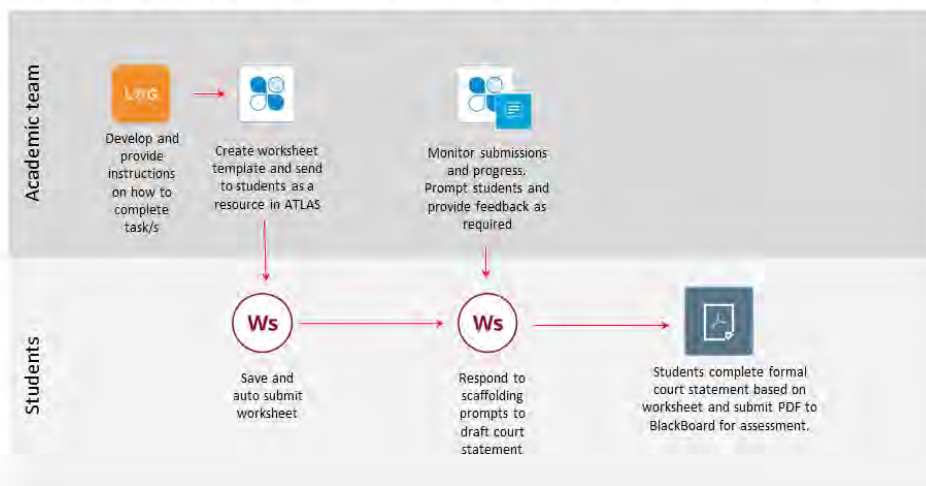 Academic team
LOG
Develop and
provide
instructions
on how to
complete
task/s
Create worksheet
template and send
to students as a
resource in ATLAS
Monitor submissions
and progress.
Prompt students and
provide feedback as
required
Students
Ws
Save and
auto submit
worksheet
Ws
Respond to
scaffolding
prompts to
draft court
statement
Students complete formal
court statement based on
worksheet and submit PDF to
BlackBoard for assessment.